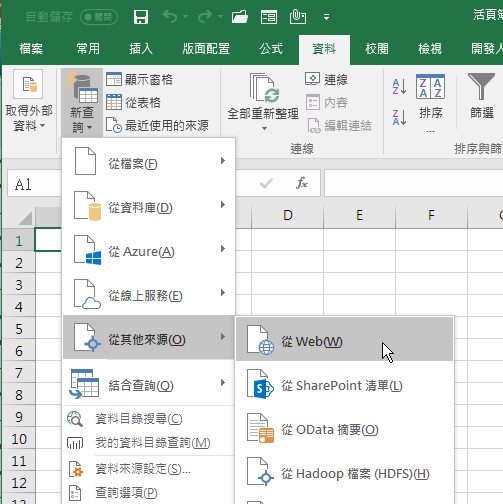 自動儲存 關閉 活頁
檔案 常用 插入 版面配置 公式 資料 校閱 檢視 開發人
取得外部資料
新查詢
顯示窗格
從表格
最近使用的來源
全部重新整理
連線
內容
編輯連結
連線
排序...
篩選
排序與篩
A1
fx
D E F
1
2
3
4
5
6
7
8
9
10
11
12
13
從檔案(F)
從資料庫(D)
從 Azure(A)
從線上服務(E)
從其他來源(O)
結合查詢(Q)
資料目錄搜尋(C)
我的資料目錄查詢(M)
資料來源設定(S)...
查詢選項(P)
從 Web(W)
從 SharePoint 清單(L)
從 OData 摘要(O)
從 Hadoop 檔案 (HDFS)(H)